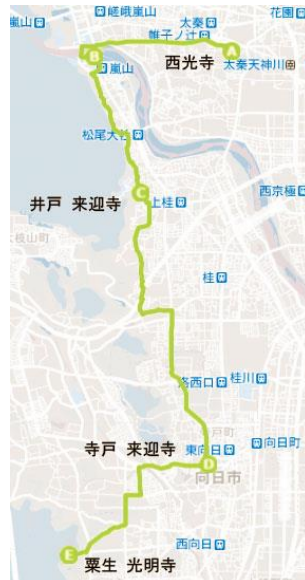 嵯峨嵐山
花園
嵐山
太秦
帷子ノ辻
A
B
西光寺
太秦天神川
嵐山
松尾大社
C
上桂
西京極
井戸 来迎寺
桂
洛西口
桂川
寺戸 来迎寺
東向日
向日町
D
向日市
E
西向日
粟生 光明寺